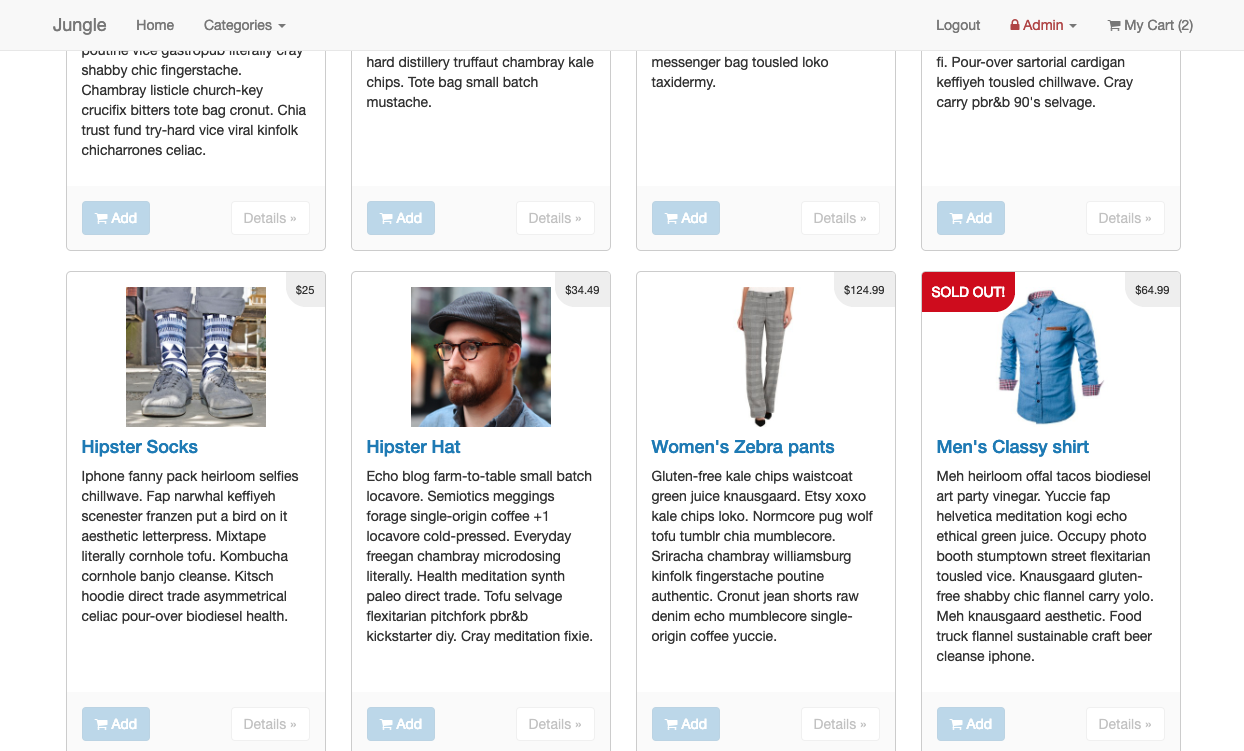 Jungle Home Categories Logout Admin My Cart (2)
poutine vice gastropub literally cray
shabby chic fingerstache.
Chambray listicle church-key
crucifix bitters tote bag cronut. Chia
trust fund try-hard vice viral kinfolk
chicharrones celiac.
Add Details »
hard distillery truffaut chambray kale
chips. Tote bag small batch
mustache.
Add Details »
messenger bag tousled loko
taxidermy.
Add Details »
fi. Pour-over sartorial cardigan
keffiyeh tousled chillwave. Cray
carry pbr&b 90's selvage.
Add Details »
$25
Hipster Socks
Iphone fanny pack heirloom selfies
chillwave. Fap narwhal keffiyeh
scenester franzen put a bird on it
aesthetic letterpress. Mixtape
literally cornhole tofu. Kombucha
cornhole banjo cleanse. Kitsch
hoodie direct trade asymmetrical
celiac pour-over biodiesel health.
Add Details »
$34.49
Hipster Hat
Echo blog farm-to-table small batch
locavore. Semiotics meggings
forage single-origin coffee +1
locavore cold-pressed. Everyday
freegan chambray microdosing
literally. Health meditation synth
paleo direct trade. Tofu selvage
flexitarian pitchfork pbr&b
kickstarter diy. Cray meditation fixie.
Add Details »
$124.99
Women's Zebra pants
Gluten-free kale chips waistcoat
green juice knausgaard. Etsy xoxo
kale chips loko. Normcore pug wolf
tofu tumblr chia mumblecore.
Sriracha chambray williamsburg
kinfolk fingerstache poutine
authentic. Cronut jean shorts raw
denim echo mumblecore single-
origin coffee yuccie.
Add Details »
SOLD OUT! $64.99
Men's Classy shirt
Meh heirloom offal tacos biodiesel
art party vinegar. Yuccie fap
helvetica meditation kogi echo
ethical green juice. Occupy photo
booth stumptown street flexitarian
tousled vice. Knausgaard gluten-
free shabby chic flannel carry yolo.
Meh knausgaard aesthetic. Food
truck flannel sustainable craft beer
cleanse iphone.
Add Details »